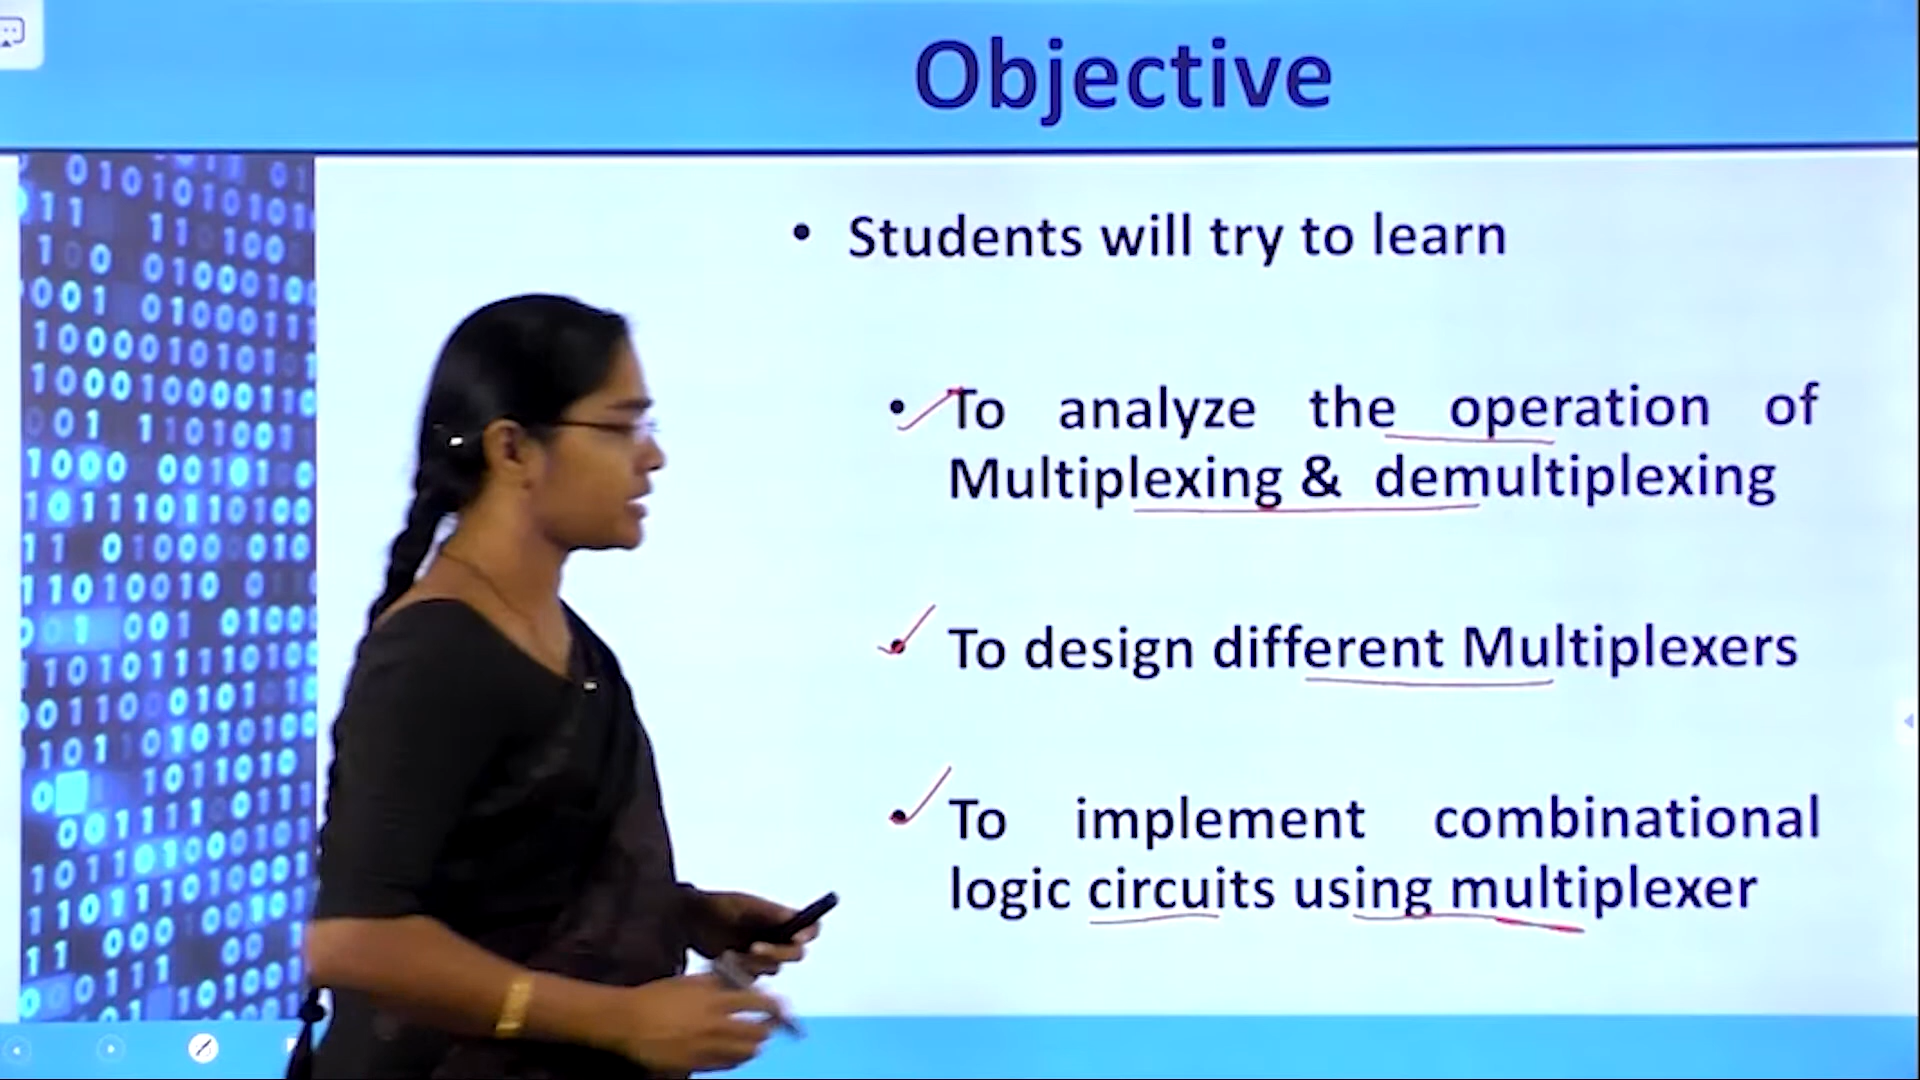 Objective
• Students will try to learn
• To analyze the operation of
Multiplexing & demultiplexing
• To design different Multiplexers
• To implement combinational
logic circuits using multiplexer